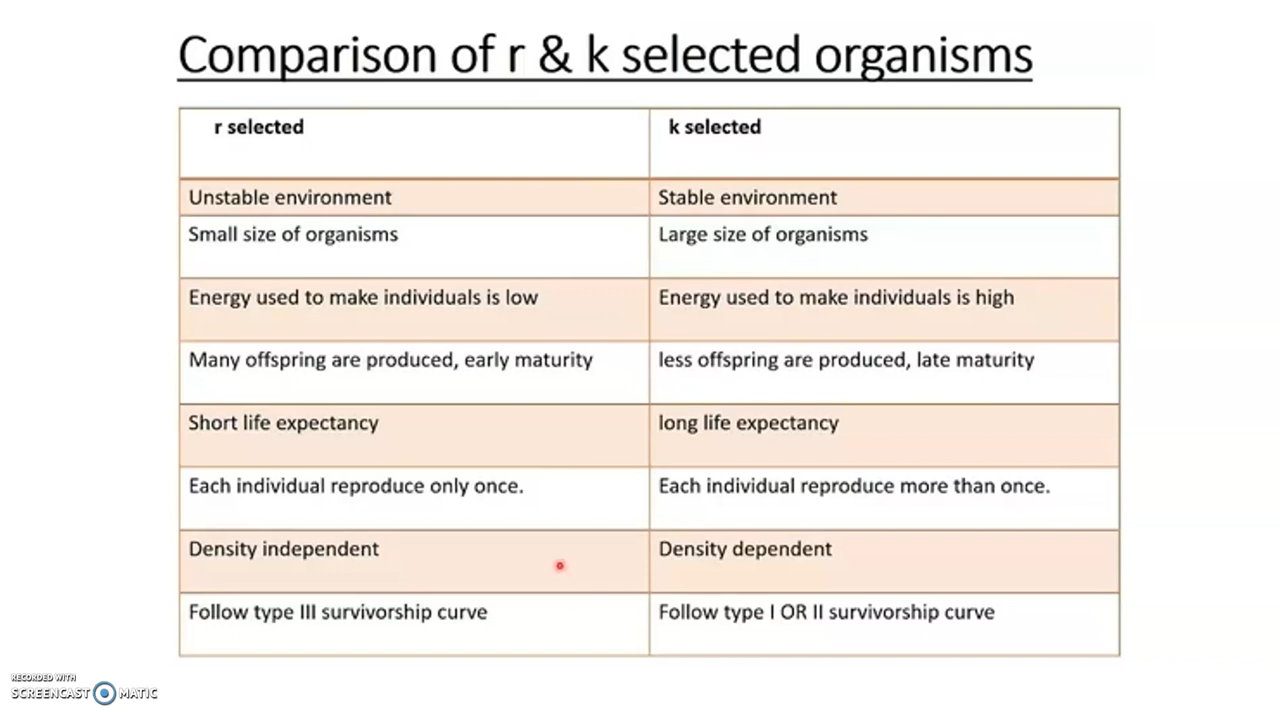 Comparison of r & k selected organisms
r selected
k selected
Unstable environment
Stable environment
Small size of organisms
Large size of organisms
Energy used to make individuals is low
Energy used to make individuals is high
Many offspring are produced, early maturity
less offspring are produced, late maturity
Short life expectancy
long life expectancy
Each individual reproduce only once.
Each individual reproduce more than once.
Density independent
Density dependent
Follow type III survivorship curve
Follow type I OR II survivorship curve
RECORDED WITH
SCREENCAST MATIC